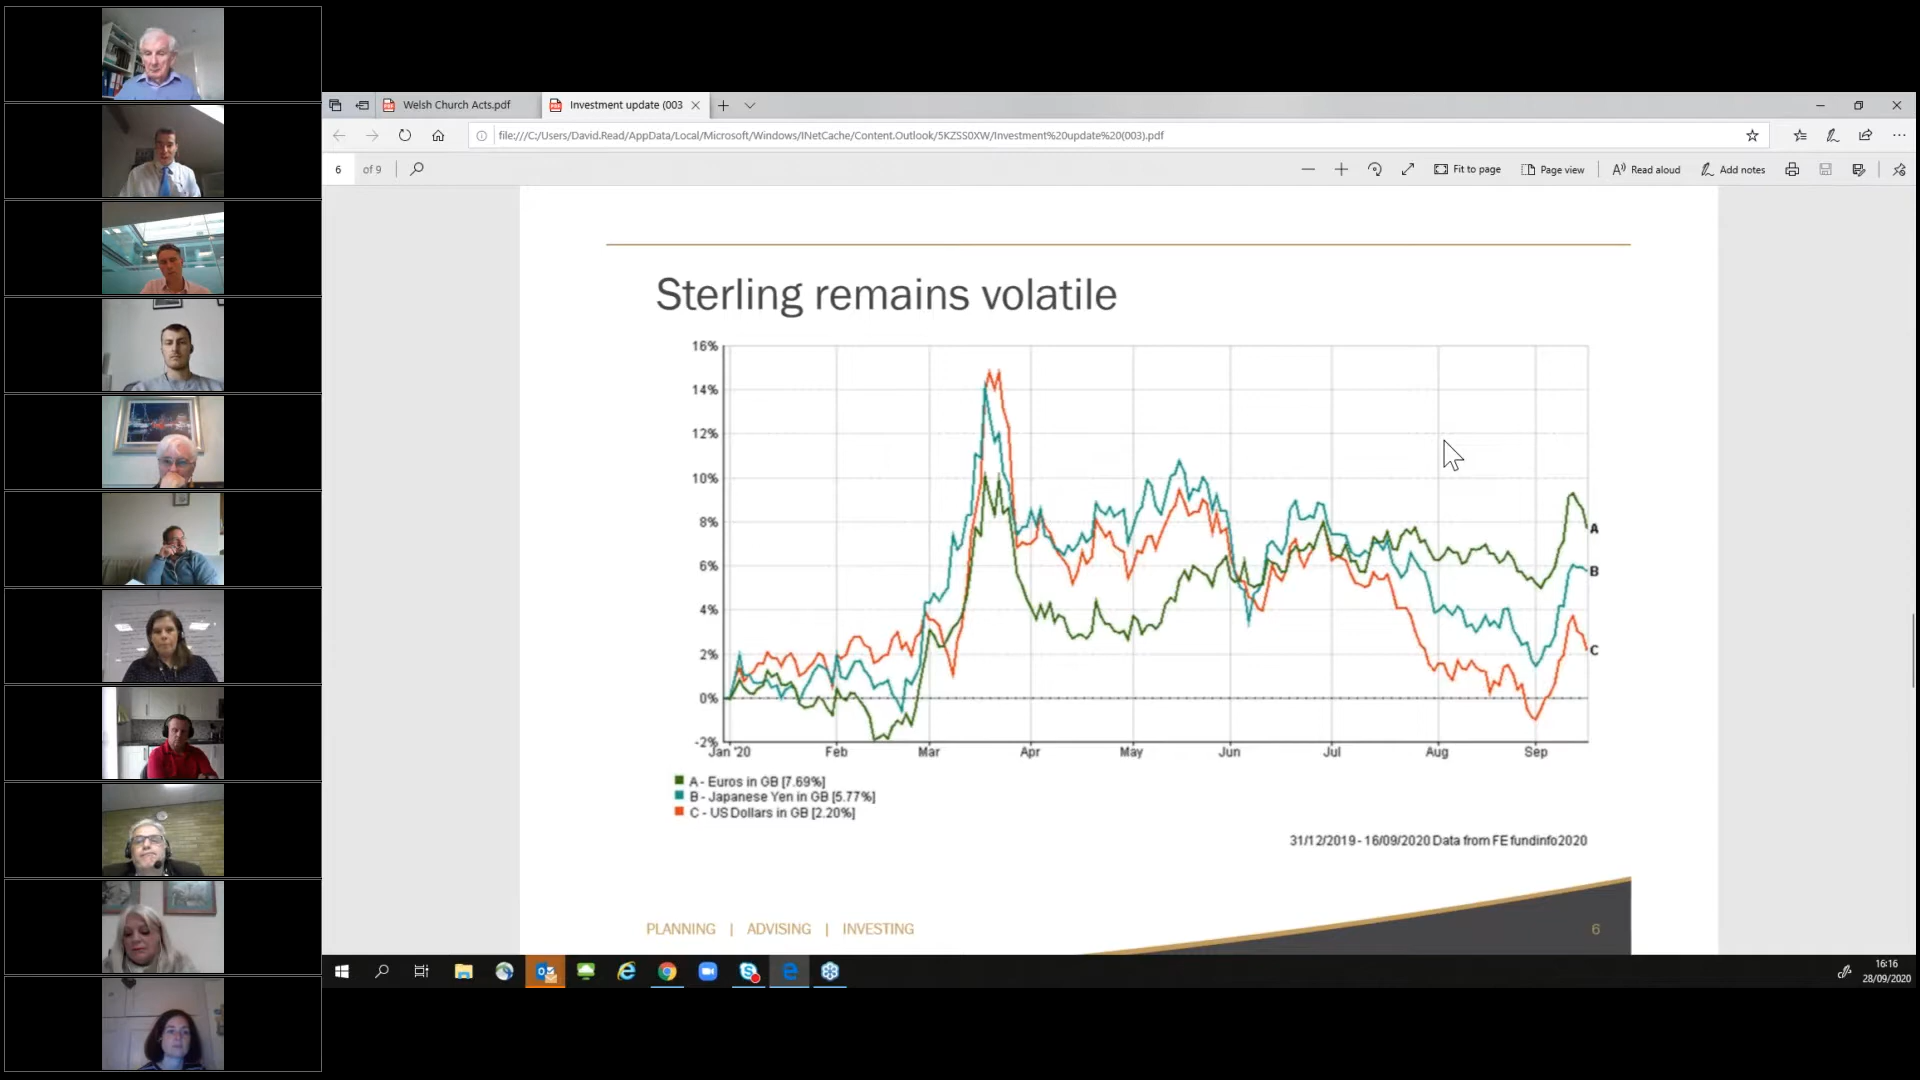 Welsh Church Acts.pdf
Investment update (003
file:///C:/Users/David.Read/AppData/Local/Microsoft/Windows/INetCache/Content.Outlook/5KZSS0XW/Investment%20update%20(003).pdf
6 of 9
Fit to page
Page view
Read aloud
Add notes
Sterling remains volatile
16%
14%
12%
10%
8%
6%
4%
2%
0%
-2%
A
B
C
Jan '20 Feb Mar Apr May Jun Jul Aug Sep
A - Euros in GB [7.69%]
B - Japanese Yen in GB [5.77%]
C - US Dollars in GB [2.20%]
31/12/2019 - 16/09/2020 Data from FE fundinfo2020
PLANNING | ADVISING | INVESTING
6
16:16
28/09/2020